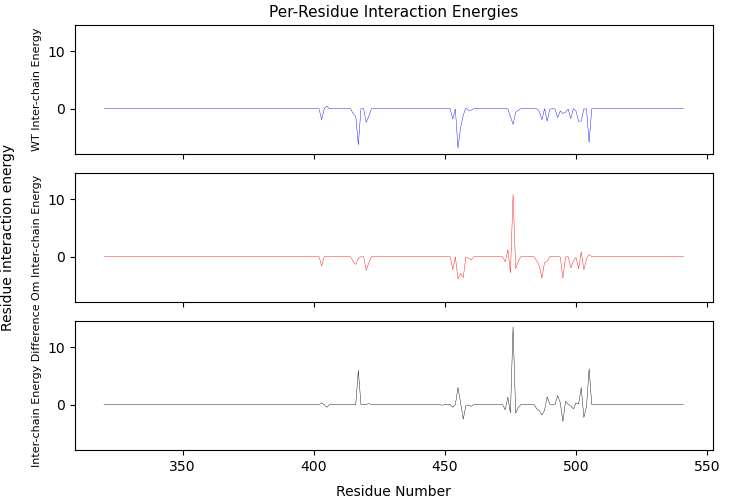 Per-Residue Interaction Energies
Residue interaction energy
WT Inter-chain Energy
10
0
Om Inter-chain Energy
10
0
Inter-chain Energy Difference
10
0
350
400
450
500
550
Residue Number